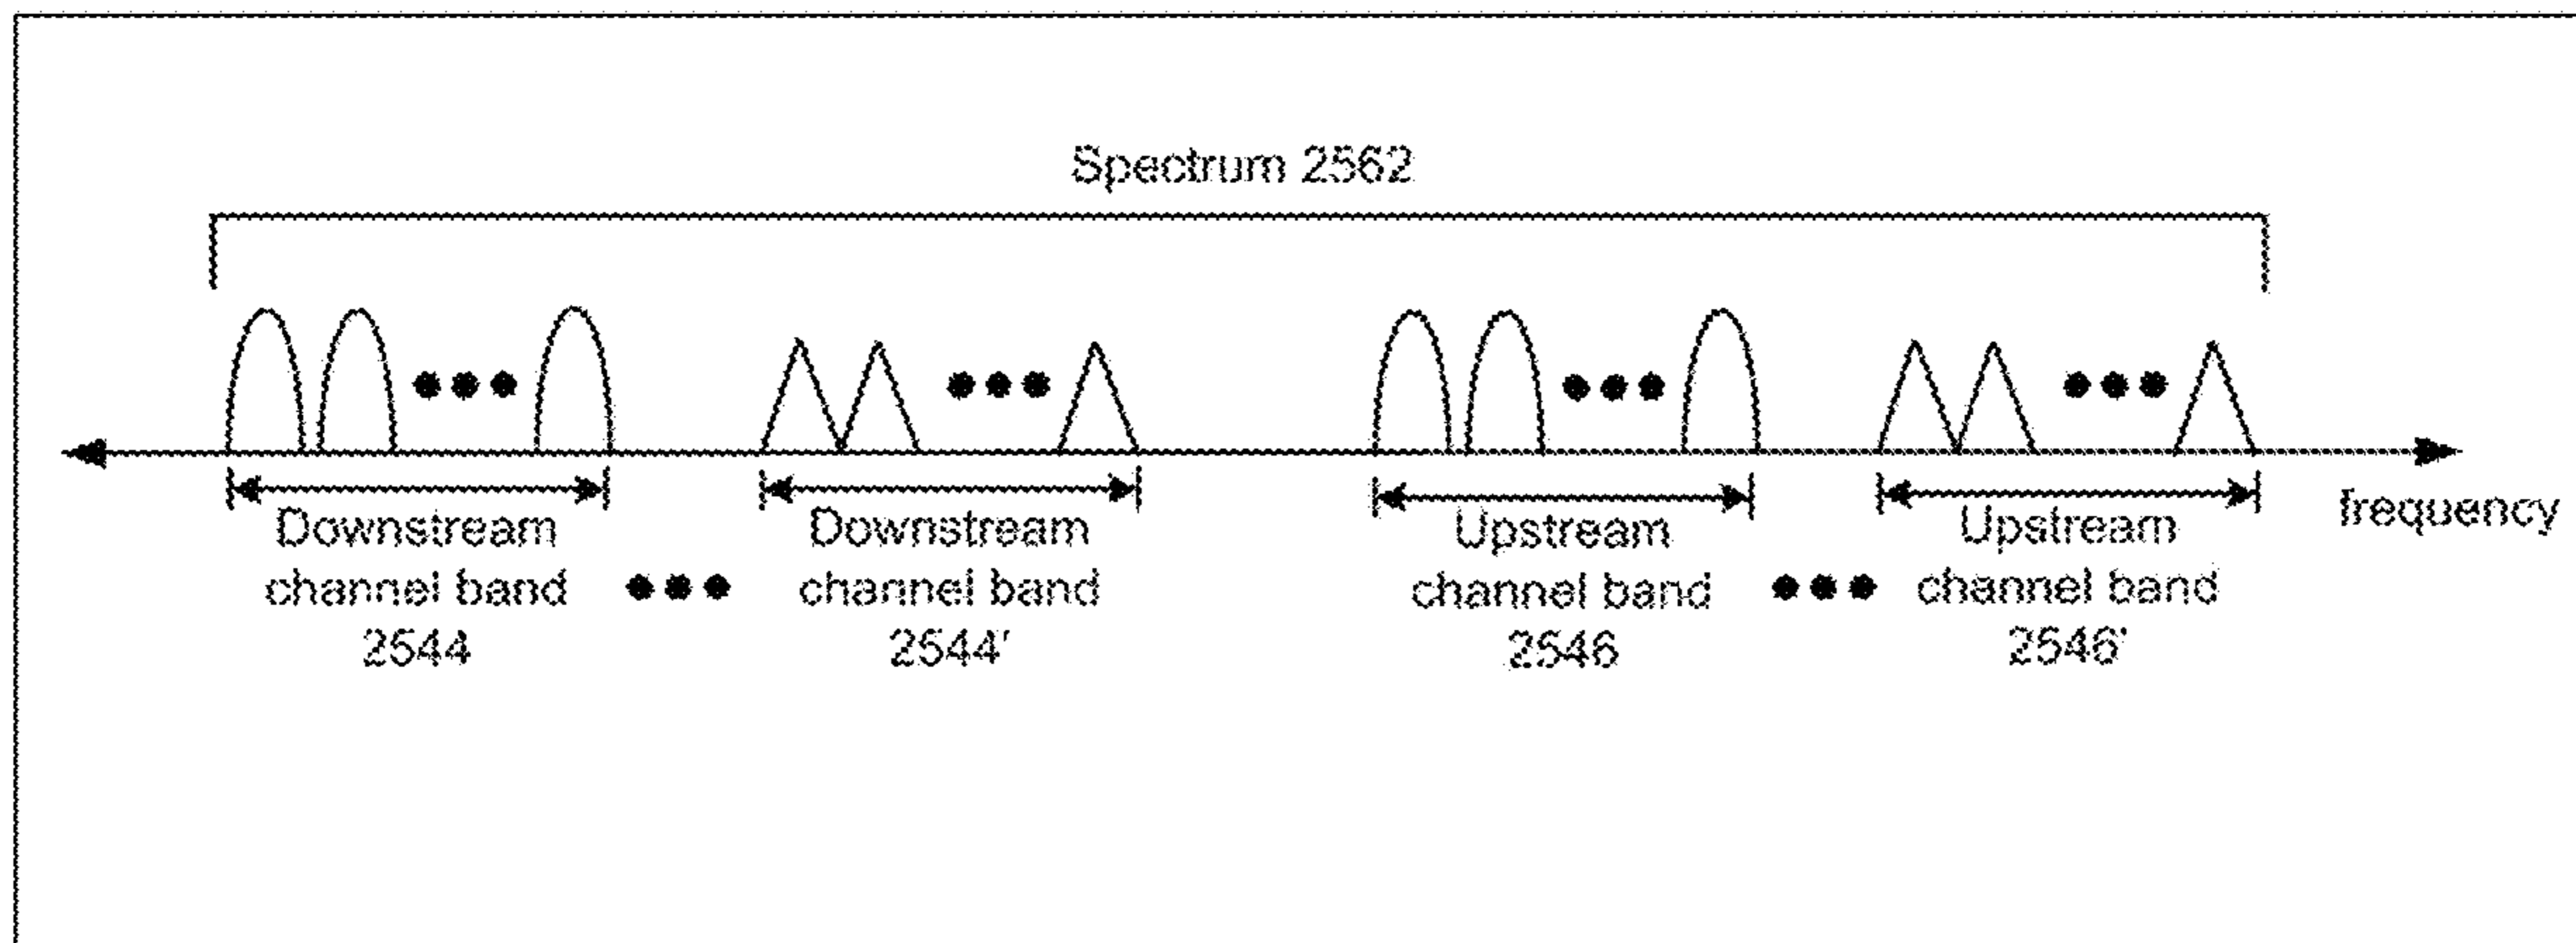 Spectrum 2562
frequency
Downstream
channel band
2544
Downstream
channel band
2544'
Upstream
channel band
2546
Upstream
channel band
2546'